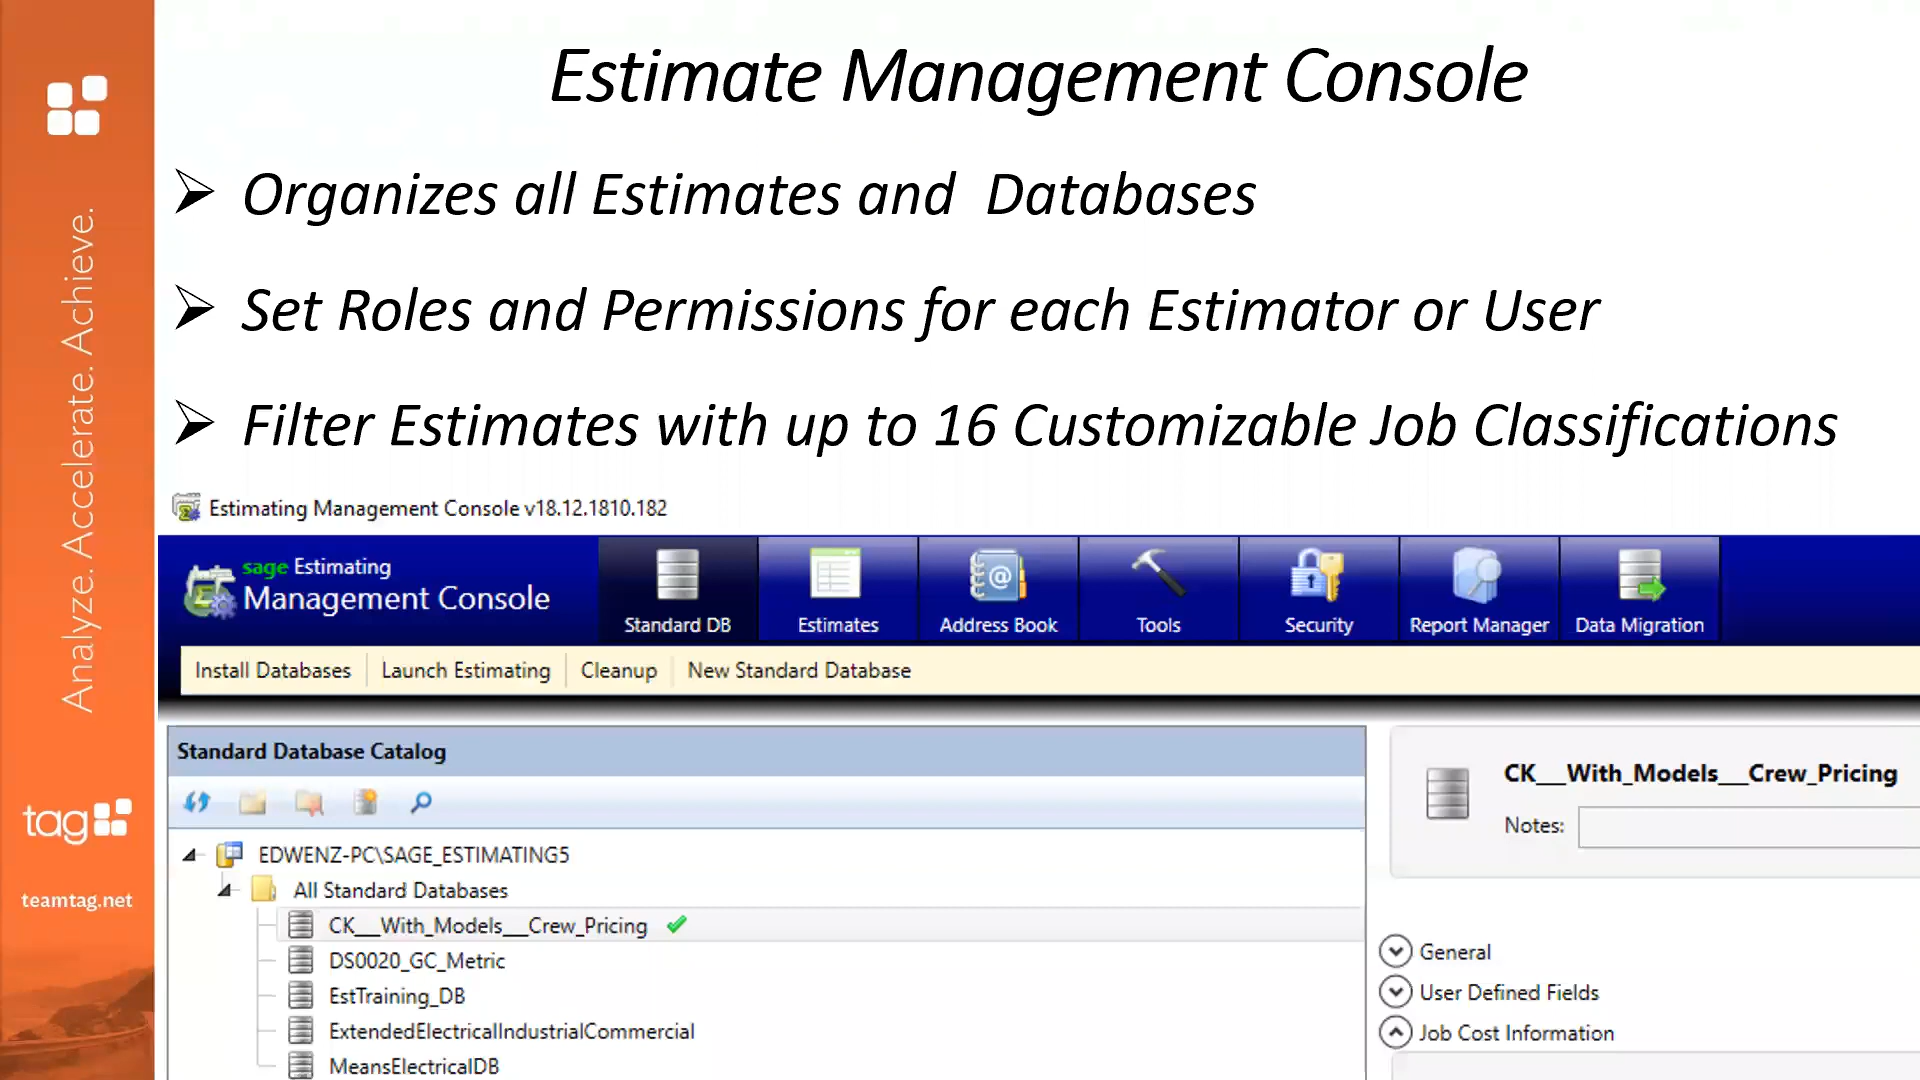 Estimate Management Console
Organizes all Estimates and  Databases
Set Roles and Permissions for each Estimator or User
Filter Estimates with up to 16 Customizable Job Classifications
Analyze. Accelerate. Achieve.
tag
teamtag.net
Estimating Management Console v18.12.1810.182
sage Estimating
Management Console
Standard DB
Estimates
Address Book
Tools
Security
Report Manager
Data Migration
Install Databases
Launch Estimating
Cleanup
New Standard Database
Standard Database Catalog
EDWENZ-PC\SAGE_ESTIMATING5
All Standard Databases
CK___With_Models___Crew_Pricing
DS0020_GC_Metric
EstTraining_DB
ExtendedElectricalIndustrialCommercial
MeansElectricalDB
CK___With_Models___Crew_Pricing
Notes:
General
User Defined Fields
Job Cost Information